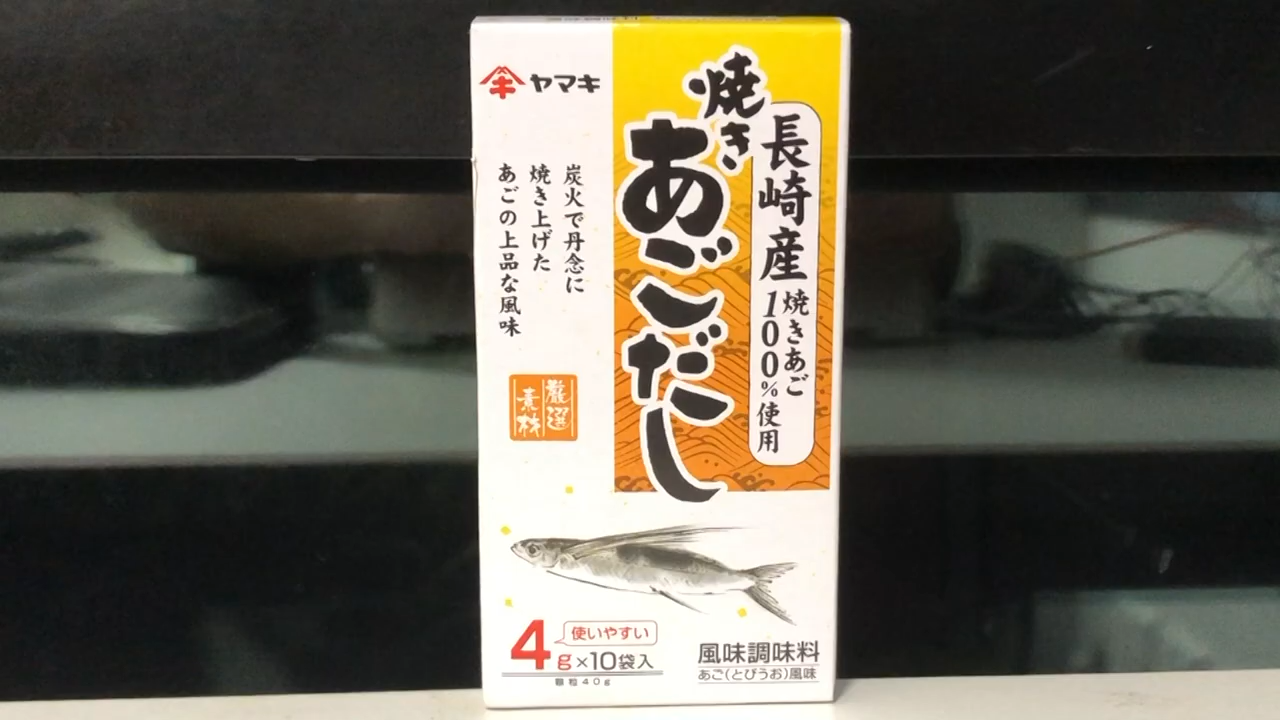 ヤマキ
焼き
あごだし
長崎産
焼きあご
100%使用
炭火で丹念に
焼き上げた
あごの上品な風味
厳選
素材
4g×10袋入
使いやすい
顆粒40g
風味調味料
あご(とびうお)風味